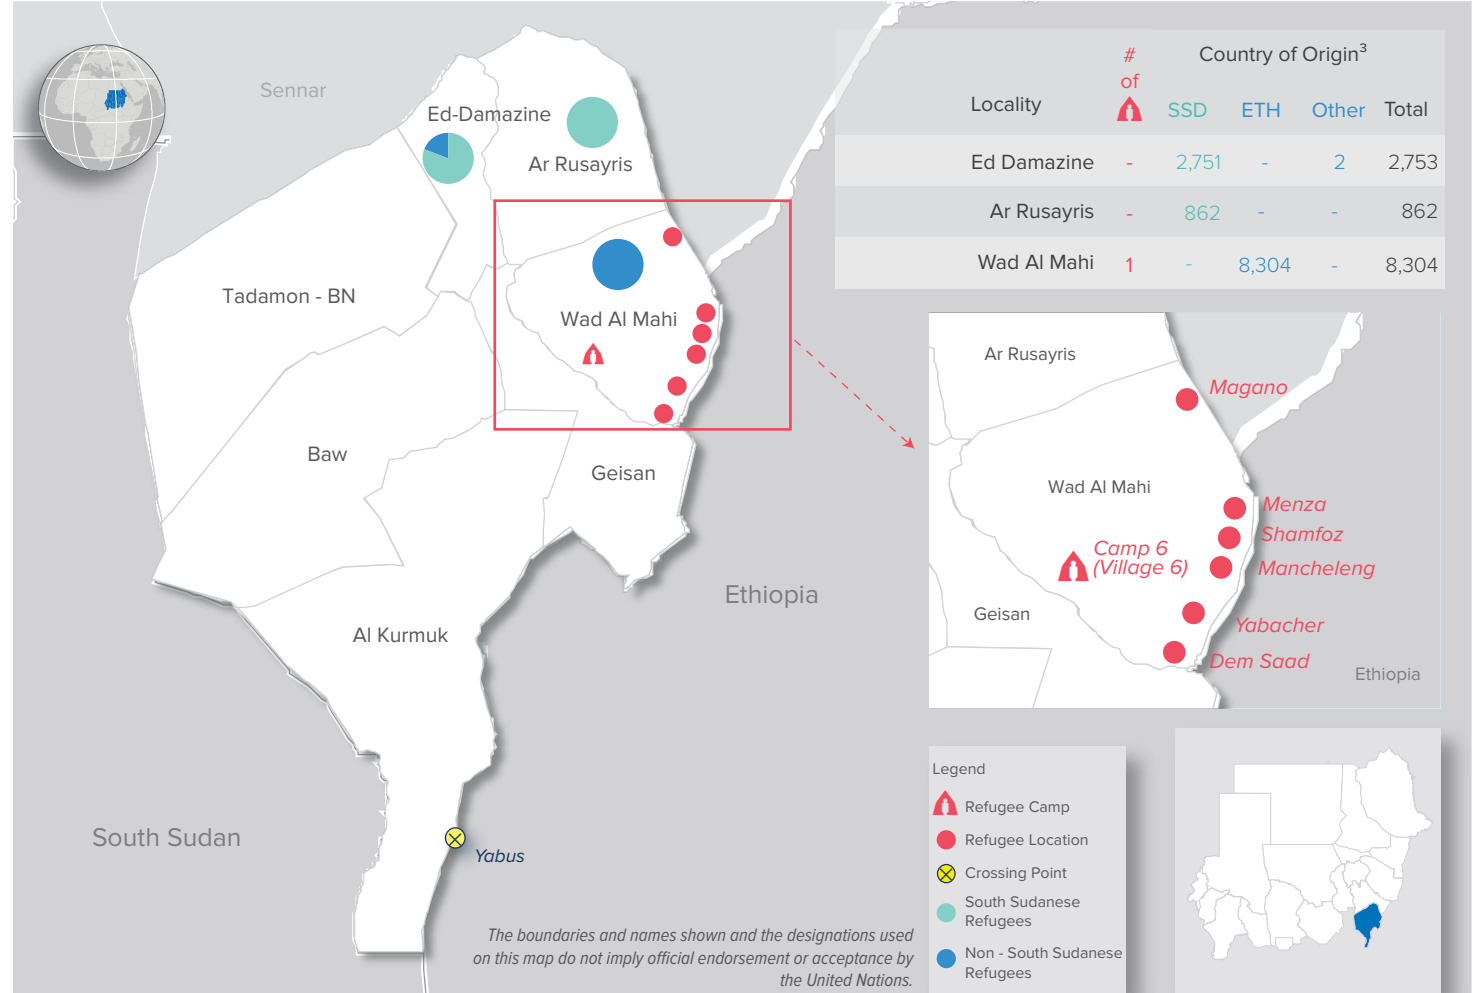 Sennar
Ed-Damazine
Ar Rusayris
Tadamon - BN
Wad Al Mahi
Baw
Geisan
Ethiopia
Al Kurmuk
South Sudan
Yabus
The boundaries and names shown and the designations used
on this map do not imply official endorsement or acceptance by
the United Nations.
# of Country of Origin³
Locality SSD ETH Other Total
Ed Damazine - 2,751 - 2 2,753
Ar Rusayris - 862 - - 862
Wad Al Mahi 1 - 8,304 - 8,304
Ar Rusayris
Magano
Wad Al Mahi
Menza
Shamfoz
Camp 6
(Village 6)
Mancheleng
Geisan
Yabacher
Dem Saad
Ethiopia
Legend
Refugee Camp
Refugee Location
Crossing Point
South Sudanese
Refugees
Non - South Sudanese
Refugees